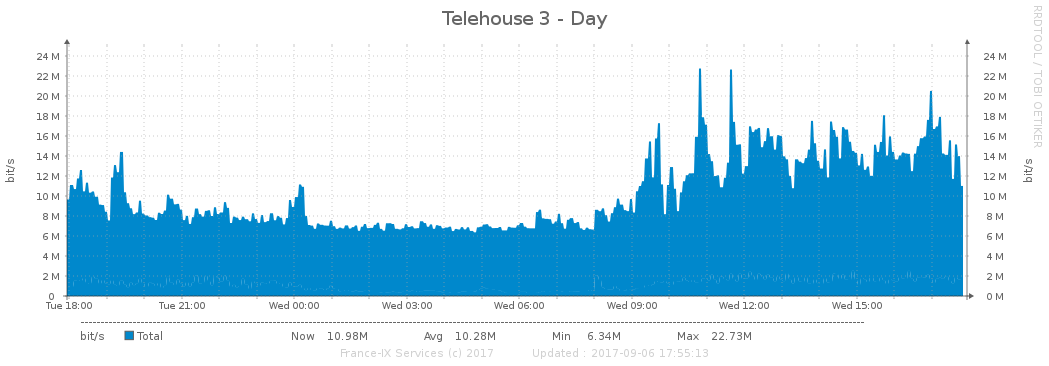 Telehouse 3 - Day
RRDTOOL / TOBI OETIKER
bit/s
24 M 24 M
22 M 22 M
20 M 20 M
18 M 18 M
16 M 16 M
14 M 14 M
12 M 12 M
10 M 10 M
8 M 8 M
6 M 6 M
4 M 4 M
2 M 2 M
0 0 M
bit/s
Tue 18:00 Tue 21:00 Wed 00:00 Wed 03:00 Wed 06:00 Wed 09:00 Wed 12:00 Wed 15:00
bit/s Total Now 10.98M Avg 10.28M Min 6.34M Max 22.73M
France-IX Services (c) 2017 Updated : 2017-09-06 17:55:13